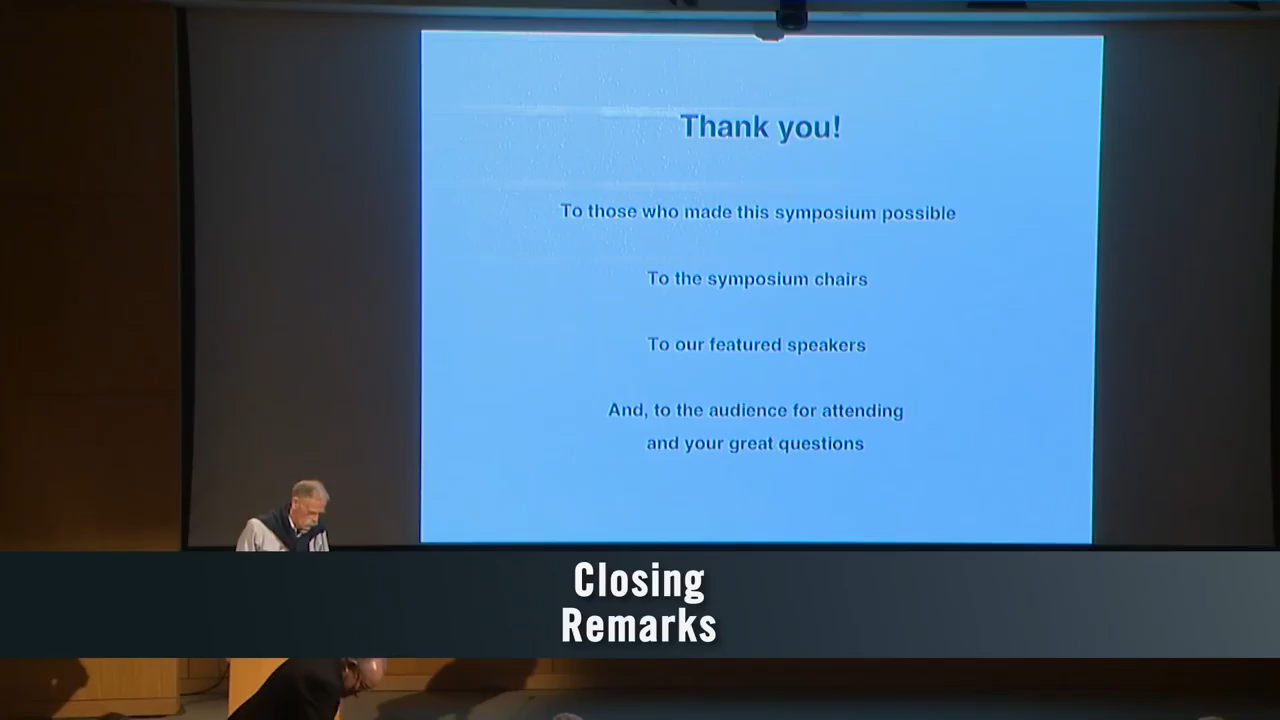 Thank you!
To those who made this symposium possible
To the symposium chairs
To our featured speakers
And, to the audience for attending
and your great questions
Closing
Remarks